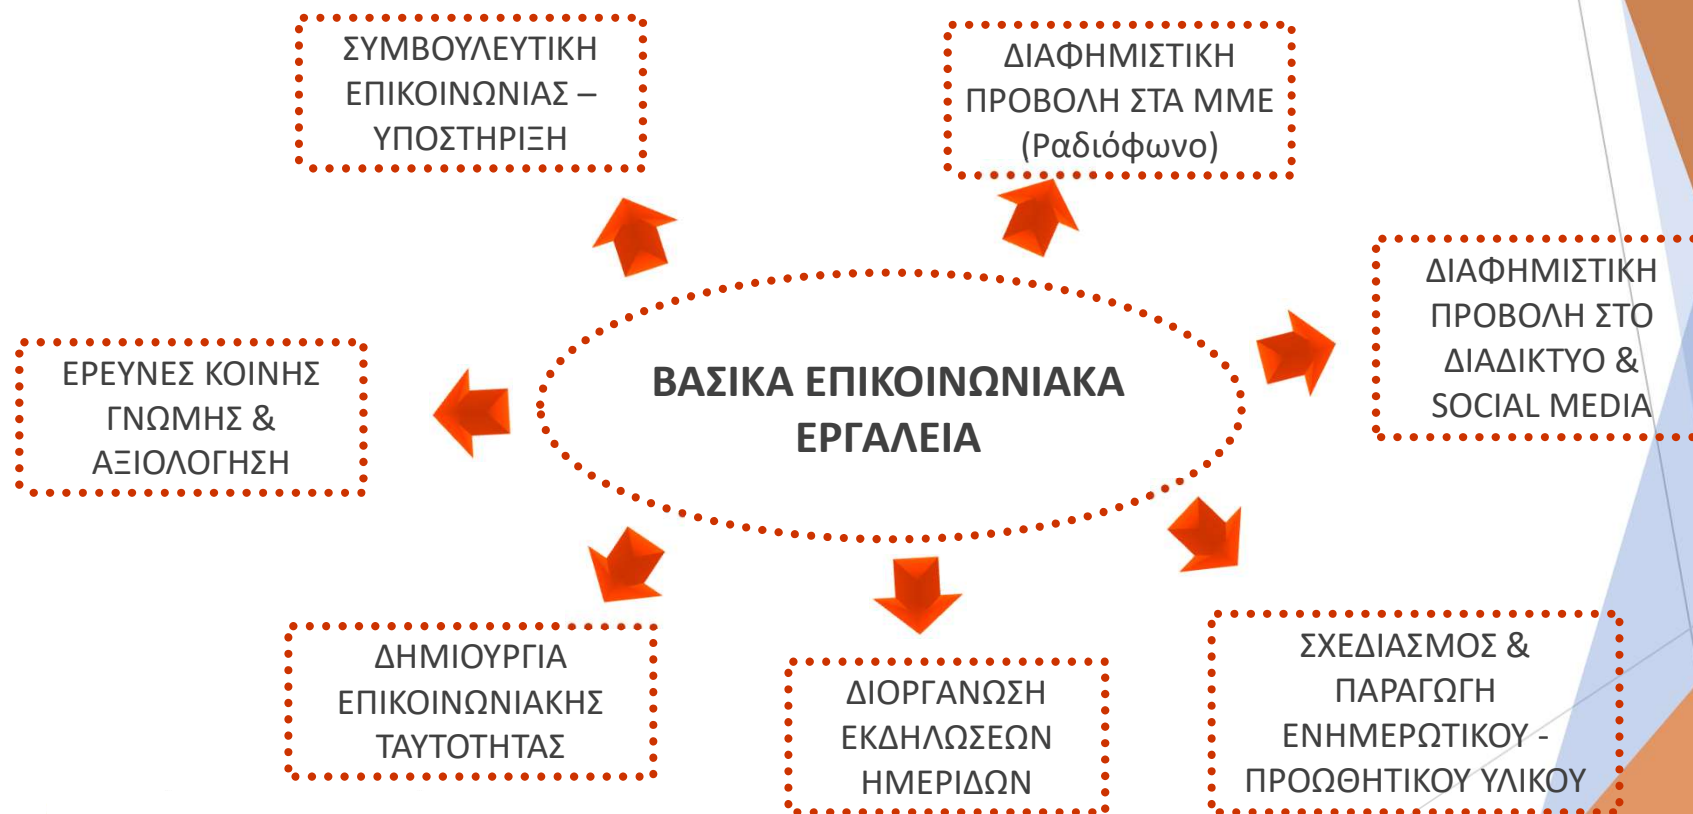 ΣΥΜΒΟΥΛΕΥΤΙΚΗ
ΕΠΙΚΟΙΝΩΝΙΑΣ –
ΥΠΟΣΤΗΡΙΞΗ
ΔΙΑΦΗΜΙΣΤΙΚΗ
ΠΡΟΒΟΛΗ ΣΤΑ ΜΜΕ
(Ραδιόφωνο)
ΔΙΑΦΗΜΙΣΤΙΚΗ
ΠΡΟΒΟΛΗ ΣΤΟ
ΔΙΑΔΙΚΤΥΟ &
SOCIAL MEDIA
ΕΡΕΥΝΕΣ ΚΟΙΝΗΣ
ΓΝΩΜΗΣ &
ΑΞΙΟΛΟΓΗΣΗ
ΒΑΣΙΚΑ ΕΠΙΚΟΙΝΩΝΙΑΚΑ
ΕΡΓΑΛΕΙΑ
ΔΗΜΙΟΥΡΓΙΑ
ΕΠΙΚΟΙΝΩΝΙΑΚΗΣ
ΤΑΥΤΟΤΗΤΑΣ
ΔΙΟΡΓΑΝΩΣΗ
ΕΚΔΗΛΩΣΕΩΝ
ΗΜΕΡΙΔΩΝ
ΣΧΕΔΙΑΣΜΟΣ &
ΠΑΡΑΓΩΓΗ
ΕΝΗΜΕΡΩΤΙΚΟΥ -
ΠΡΟΩΘΗΤΙΚΟΥ ΥΛΙΚΟΥ